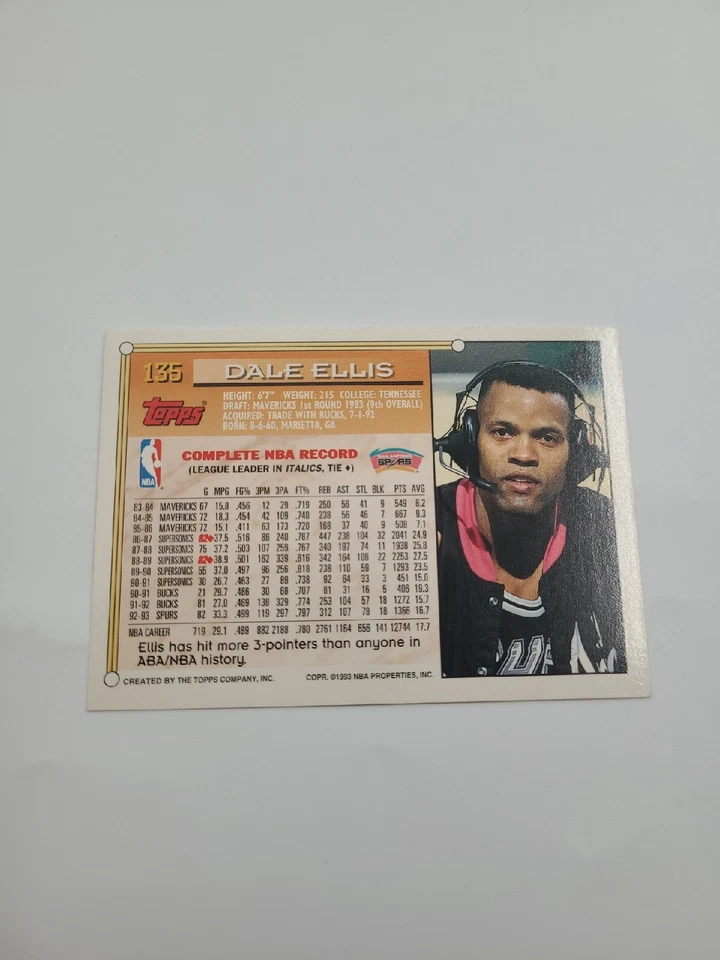 135 DALE ELLIS
Topps
HEIGHT: 6'7" WEIGHT: 215 COLLEGE: TENNESSEE
DRAFT: MAVERICKS 1st ROUND 1983 (9th OVERALL)
ACQUIRED: TRADE WITH BUCKS, 7-1-92
BORN: 8-6-60, MARIETTA, GA
NBA
COMPLETE NBA RECORD
(LEAGUE LEADER IN ITALICS, TIE ♦)
SAN ANTONIO
SPURS
G MPG FG% 3PM 3PA FT% REB AST STL BLK PTS AVG
83-84 MAVERICKS 67 15.8 .456 12 29 .719 250 56 41 9 549 8.2
84-85 MAVERICKS 72 18.3 .454 42 109 .740 238 56 46 7 667 9.3
85-86 MAVERICKS 72 15.1 .411 63 173 .720 168 37 40 9 508 7.1
86-87 SUPERSONICS 82♦ 37.5 .516 86 240 .787 447 238 104 32 2041 24.9
87-88 SUPERSONICS 75 37.2 .503 107 259 .767 340 197 74 11 1938 25.8
88-89 SUPERSONICS 82♦ 38.9 .501 162 339 .816 342 164 108 22 2253 27.5
89-90 SUPERSONICS 55 37.0 .497 96 256 .818 238 110 59 7 1293 23.5
90-91 SUPERSONICS 30 26.7 .463 27 89 .738 92 64 33 3 451 15.0
90-91 BUCKS 21 29.7 .486 30 68 .707 81 31 16 5 406 19.3
91-92 BUCKS 81 27.0 .469 138 329 .774 253 104 57 18 1272 15.7
92-93 SPURS 82 33.3 .499 119 297 .797 312 107 78 18 1366 16.7
NBA CAREER 719 29.1 .489 882 2188 .780 2761 1164 656 141 12744 17.7
Ellis has hit more 3-pointers than anyone in
ABA/NBA history.
CREATED BY THE TOPPS COMPANY, INC. COPR. ©1993 NBA PROPERTIES, INC.